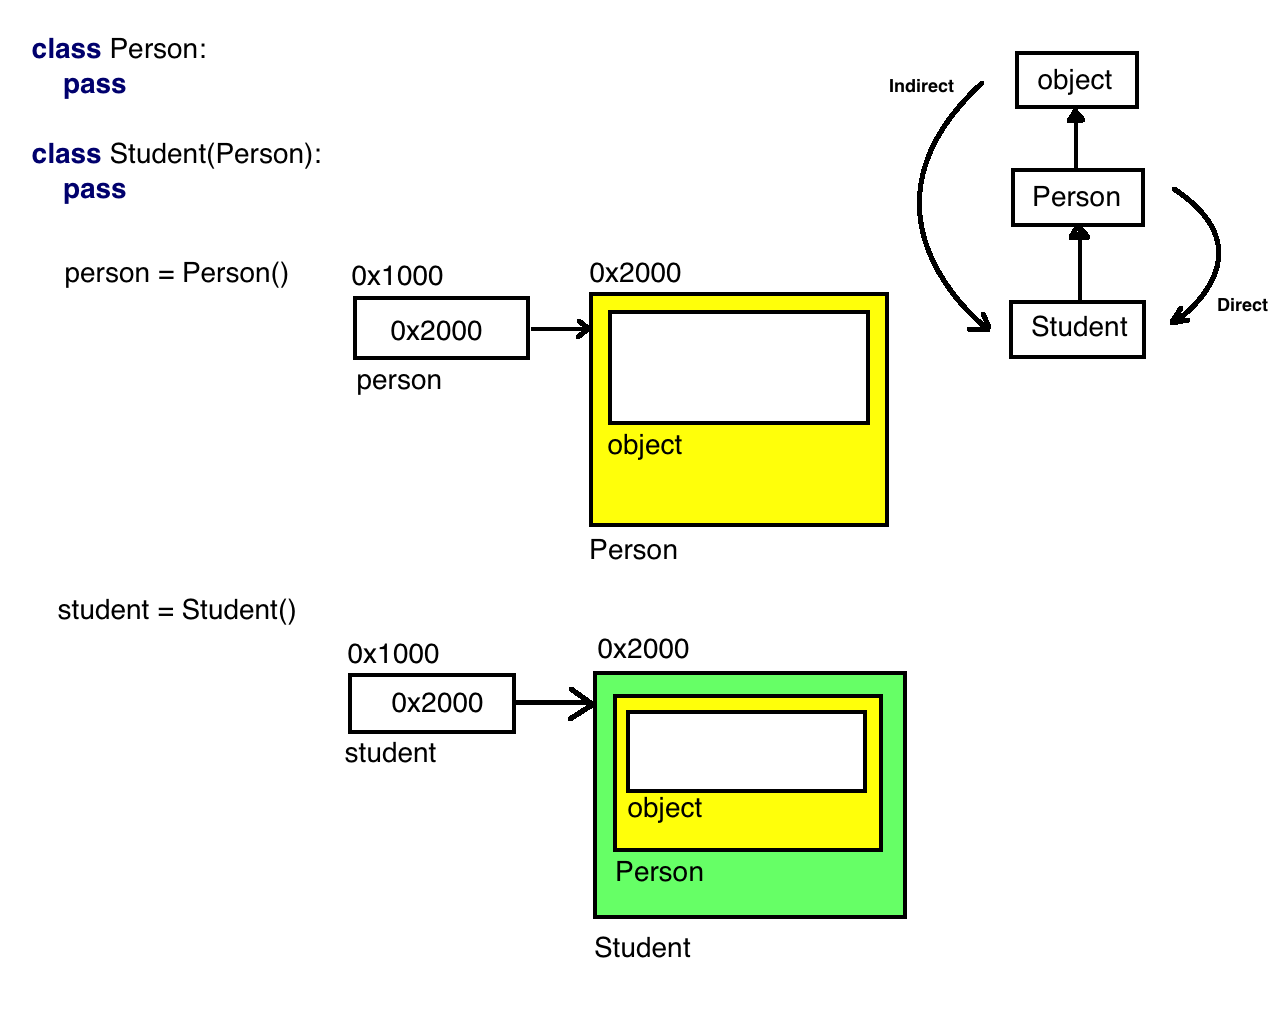 class Person:
pass
class Student(Person):
pass
Indirect
object
Person
Student
Direct
person = Person()
0x1000
0x2000
person
0x2000
object
Person
student = Student()
0x1000
0x2000
student
0x2000
object
Person
Student